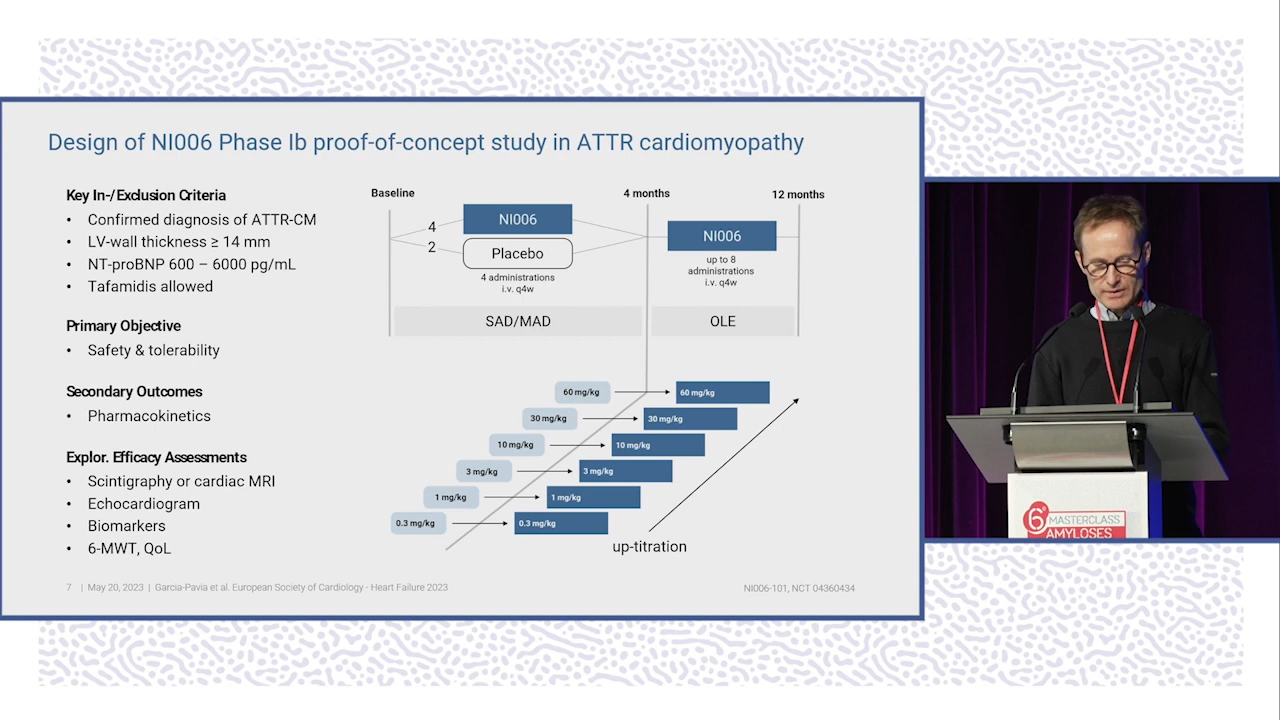 Design of NI006 Phase Ib proof-of-concept study in ATTR cardiomyopathy
Key In-/Exclusion Criteria
• Confirmed diagnosis of ATTR-CM
• LV-wall thickness ≥ 14 mm
• NT-proBNP 600 – 6000 pg/mL
• Tafamidis allowed
Primary Objective
• Safety & tolerability
Secondary Outcomes
• Pharmacokinetics
Explor. Efficacy Assessments
• Scintigraphy or cardiac MRI
• Echocardiogram
• Biomarkers
• 6-MWT, QoL
Baseline
4 months
12 months
4
NI006
2
Placebo
4 administrations
i.v. q4w
NI006
up to 8
administrations
i.v. q4w
SAD/MAD
OLE
60 mg/kg
60 mg/kg
30 mg/kg
30 mg/kg
10 mg/kg
10 mg/kg
3 mg/kg
3 mg/kg
1 mg/kg
1 mg/kg
0.3 mg/kg
0.3 mg/kg
up-titration
7 | May 20, 2023 | Garcia-Pavia et al. European Society of Cardiology - Heart Failure 2023
NI006-101, NCT 04360434
6e MASTERCLASS
AMYLOSES